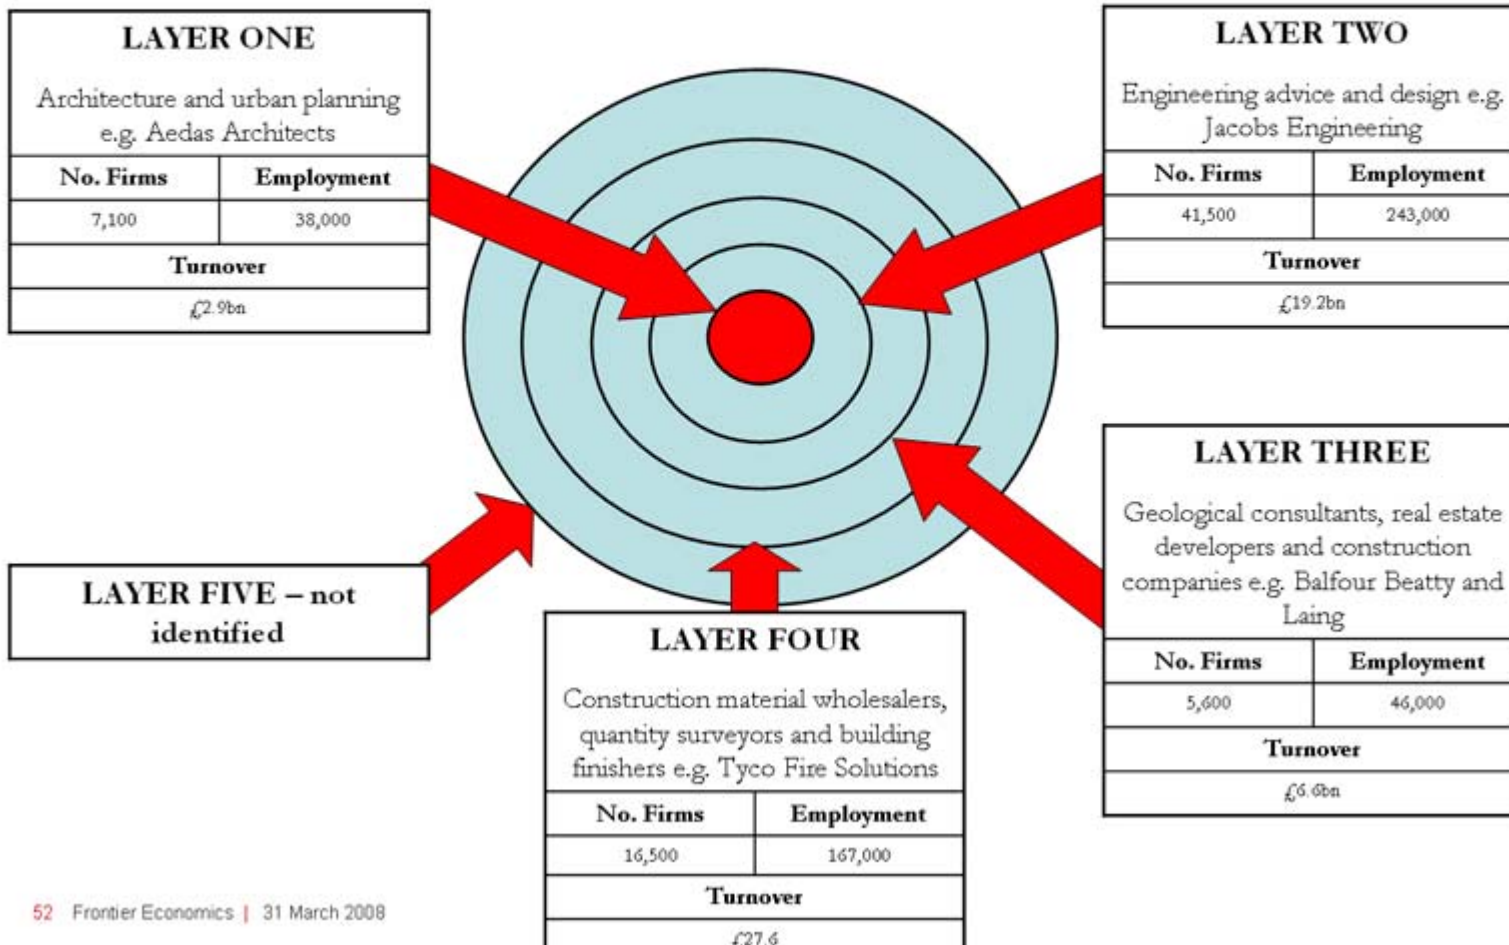 LAYER ONE
Architecture and urban planning
e.g. Aedas Architects
No. Firms Employment
7,100 38,000
Turnover
£2.9bn
LAYER TWO
Engineering advice and design e.g.
Jacobs Engineering
No. Firms Employment
41,500 243,000
Turnover
£19.2bn
LAYER THREE
Geological consultants, real estate
developers and construction
companies e.g. Balfour Beatty and
Laing
No. Firms Employment
5,600 46,000
Turnover
£6.6bn
LAYER FOUR
Construction material wholesalers,
quantity surveyors and building
finishers e.g. Tyco Fire Solutions
No. Firms Employment
16,500 167,000
Turnover
£27.6
LAYER FIVE – not
identified
52 Frontier Economics | 31 March 2008